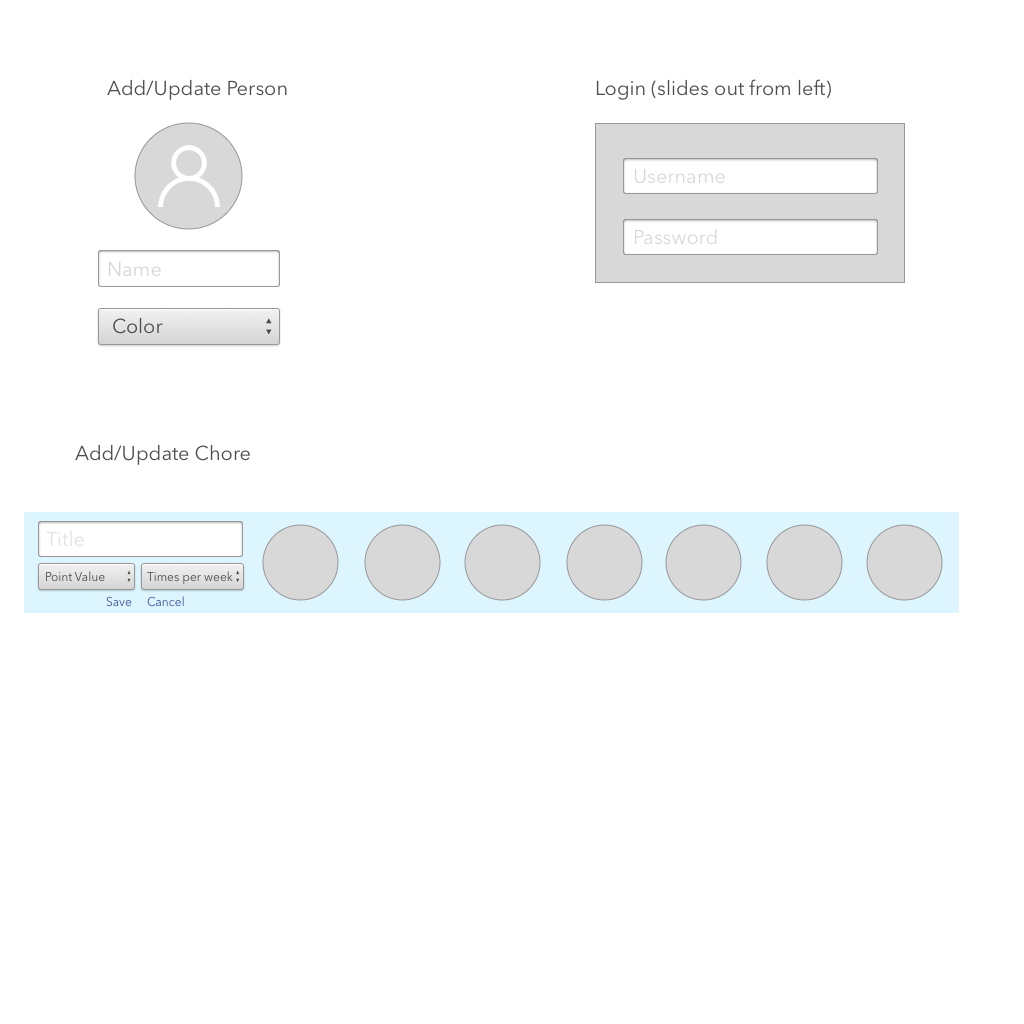 Add/Update Person
Login (slides out from left)
Username
Password
Name
Color
Add/Update Chore
Title
Point Value
Times per week
Save
Cancel